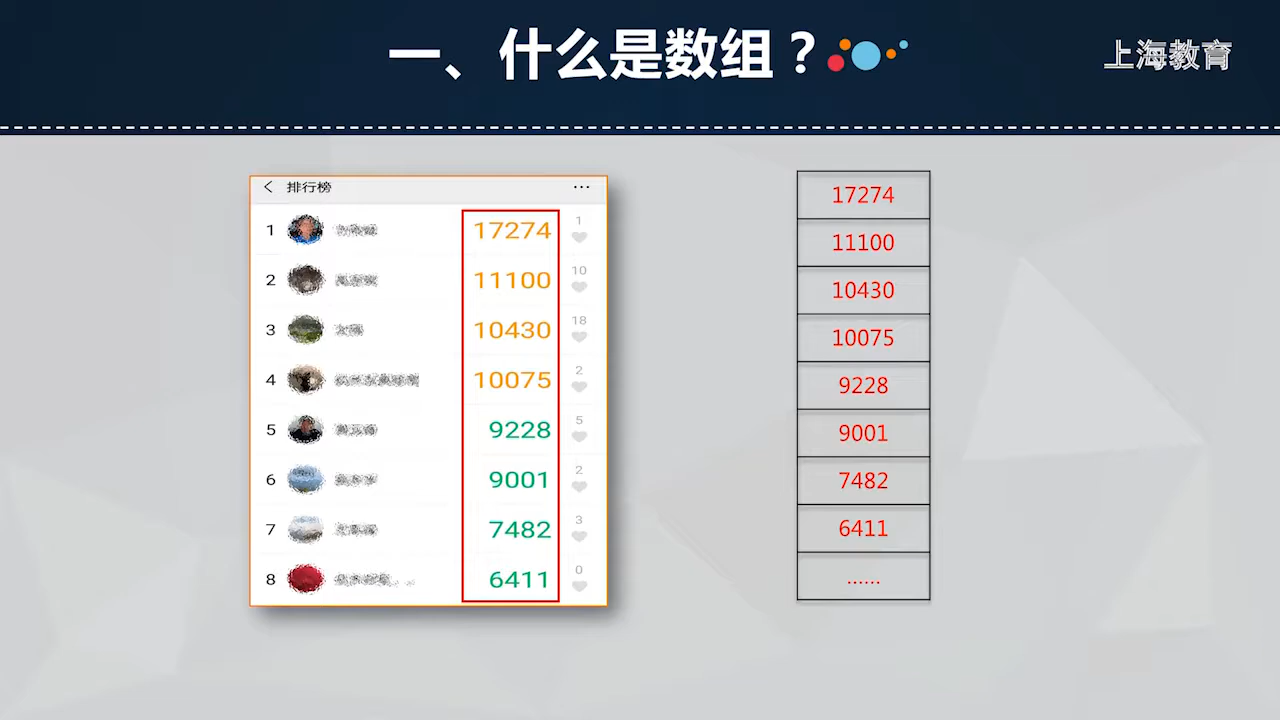 一、什么是数组？
上海教育
排行榜
1 17274 1
2 11100 10
3 10430 18
4 10075 2
5 9228 5
6 9001 2
7 7482 3
8 6411 0
17274
11100
10430
10075
9228
9001
7482
6411
......